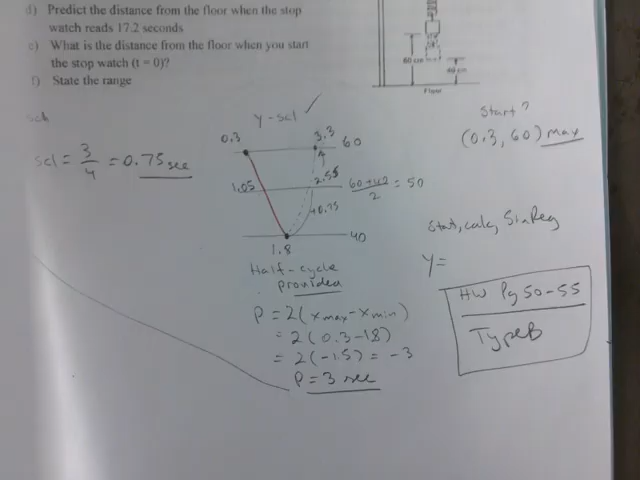 d) Predict the distance from the floor when the stop
watch reads 17.2 seconds
e) What is the distance from the floor when you start
the stop watch (t = 0)?
f) State the range
60 cm
40 cm
Floor
scl
y-scl
Start?
0.3
3.3
60
(0.3, 60) max
scl = 3/4 = 0.75 sec
1.05
2.55
60+40/2 = 50
+0.75
Stat, calc, SinReg
1.8
40
Half-cycle
provided
y=
P = 2(xmax-xmin)
= 2(0.3-1.8)
= 2(-1.5) = -3
P = 3 sec
HW Pg 50-55
Type B